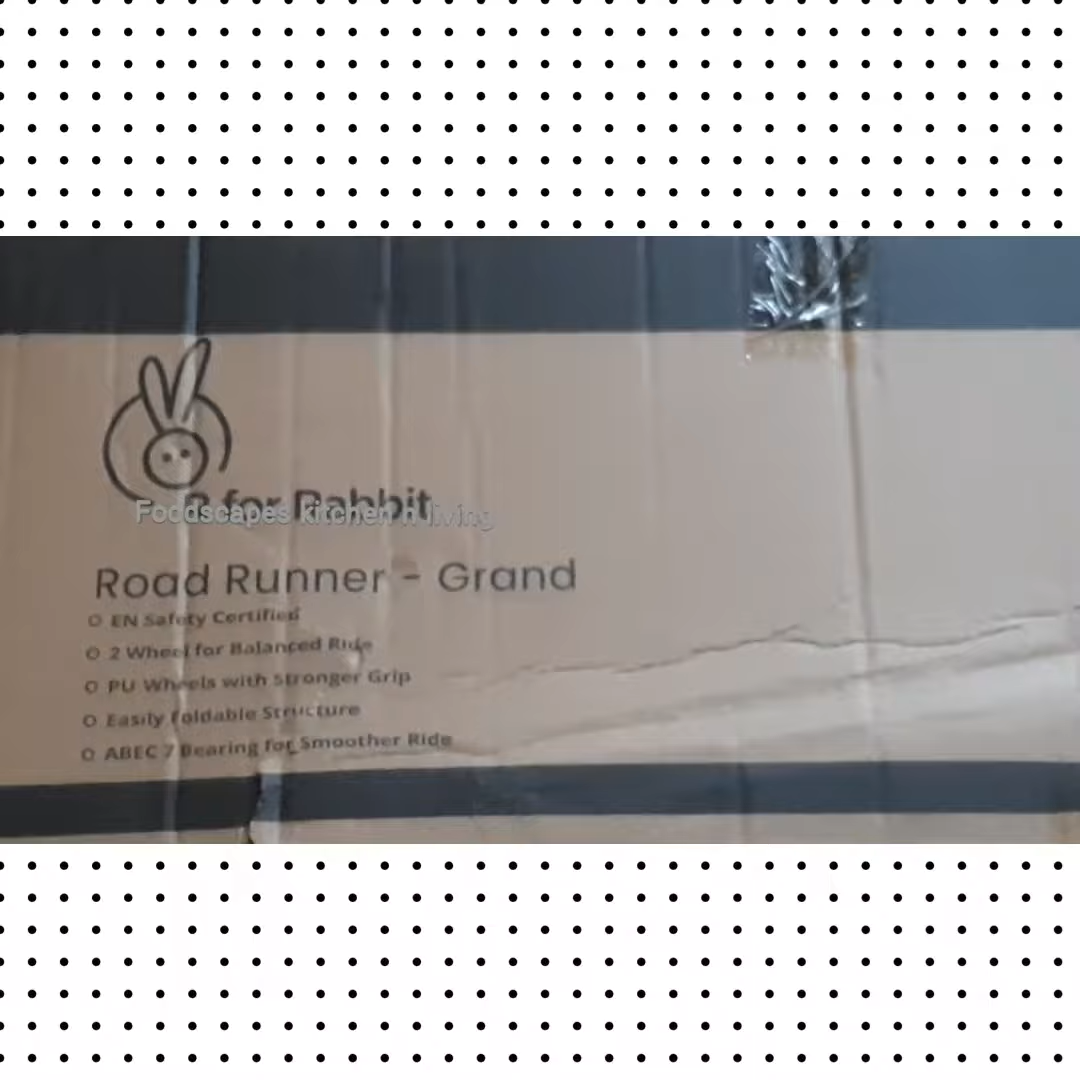 R for Rabbit
Foodscapes kitchen n living
Road Runner - Grand
EN Safety Certified
2 Wheel for Balanced Ride
PU Wheels with Stronger Grip
Easily Foldable Structure
ABEC 7 Bearing for Smoother Ride